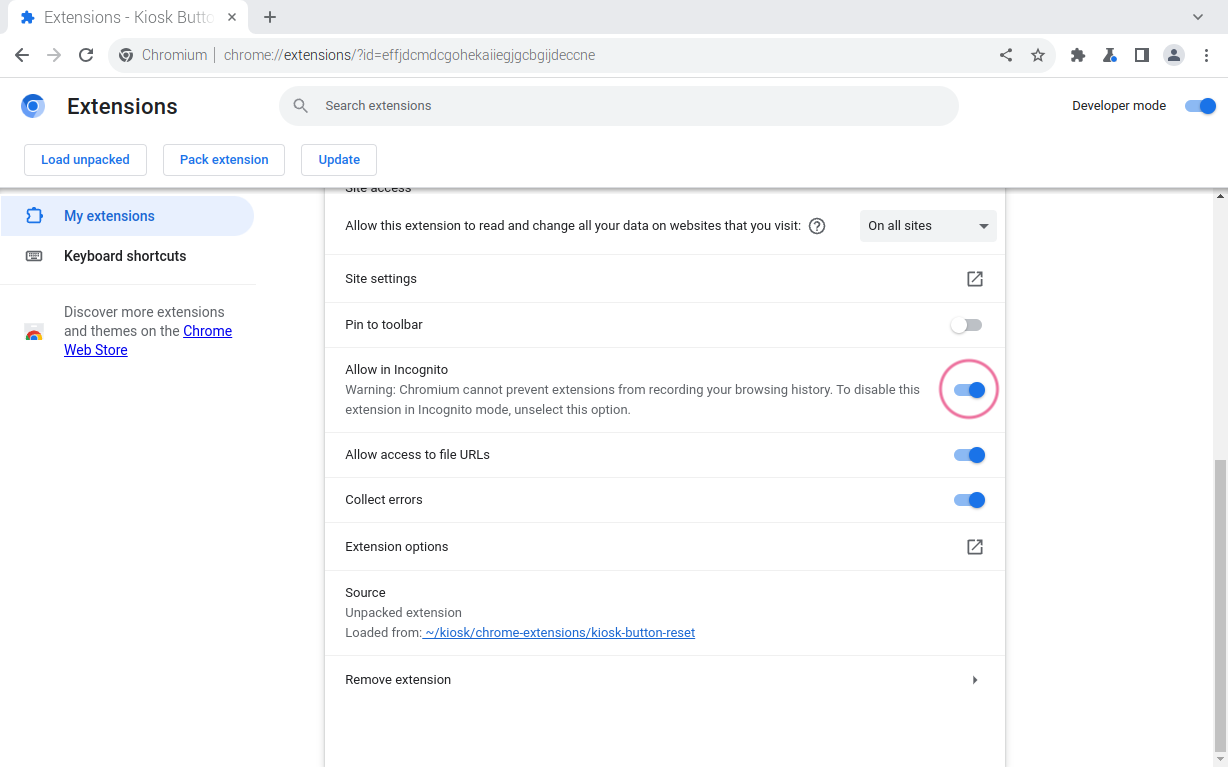 Extensions - Kiosk Butto
Chromium | chrome://extensions/?id=effjdcmdcgohekaiiegjgcbgijdeccne
Extensions
Search extensions
Developer mode
Load unpacked
Pack extension
Update
My extensions
Keyboard shortcuts
Discover more extensions
and themes on the Chrome
Web Store
Site access
Allow this extension to read and change all your data on websites that you visit:
On all sites
Site settings
Pin to toolbar
Allow in Incognito
Warning: Chromium cannot prevent extensions from recording your browsing history. To disable this
extension in Incognito mode, unselect this option.
Allow access to file URLs
Collect errors
Extension options
Source
Unpacked extension
Loaded from: ~/kiosk/chrome-extensions/kiosk-button-reset
Remove extension